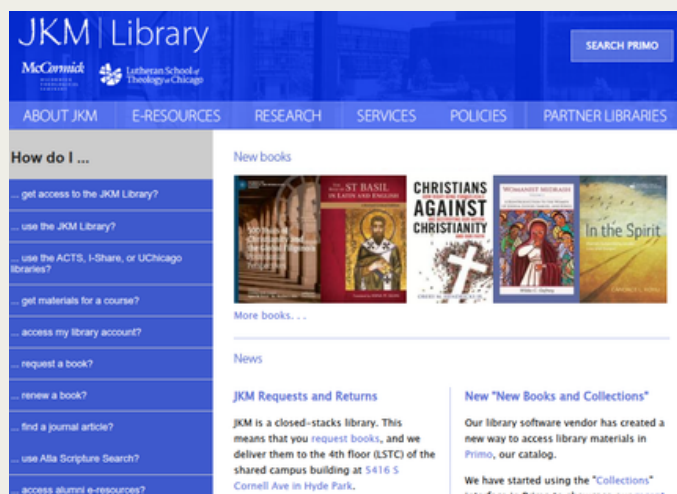 JKM | Library
McCormick
Lutheran School of
Theology at Chicago
SEARCH PRIMO
ABOUT JKM
E-RESOURCES
RESEARCH
SERVICES
POLICIES
PARTNER LIBRARIES
How do I ...
... get access to the JKM Library?
... use the JKM Library?
... use the ACTS, I-Share, or UChicago
libraries?
... get materials for a course?
... access my library account?
... request a book?
... renew a book?
... find a journal article?
... use Atla Scripture Search?
... access alumni e-resources?
New books
ST BASIL
IN LATIN AND ENGLISH
CHRISTIANS
AGAINST
CHRISTIANITY
WOMANIST MIDRASH
In the Spirit
More books. . .
News
JKM Requests and Returns
JKM is a closed-stacks library. This
means that you request books, and we
deliver them to the 4th floor (LSTC) of the
shared campus building at 5416 S
Cornell Ave in Hyde Park.
New "New Books and Collections"
Our library software vendor has created a
new way to access library materials in
Primo, our catalog.
We have started using the "Collections"